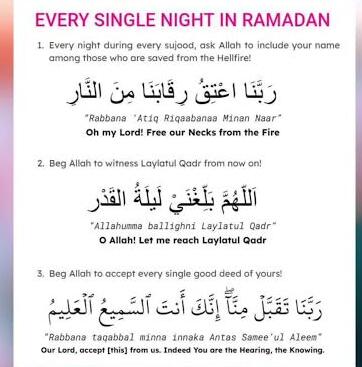 EVERY SINGLE NIGHT IN RAMADAN
1. Every night during every sujood, ask Allah to include your name
among those who are saved from the Hellfire!
رَبَّنَا اعْتِقْ رِقَابَنَا مِنَ النَّارِ
"Rabbana 'Atiq Riqaabanaa Minan Naar"
Oh my Lord! Free our Necks from the Fire
2. Beg Allah to witness Laylatul Qadr from now on!
اَللَّهُمَّ بَلِّغْنَيْ لَيلَةُ الْقَدْر
"Allahumma ballighni Laylatul Qadr"
O Allah! Let me reach Laylatul Qadr
3. Beg Allah to accept every single good deed of yours!
رَبَّنَا تَقَبَّلْ مِنَّا ۖ إِنَّكَ أَنتَ السَّمِيعُ الْعَلِيمُ
"Rabbana taqabbal minna innaka Antas Samee'ul Aleem"
Our Lord, accept [this] from us. Indeed You are the Hearing, the Knowing.